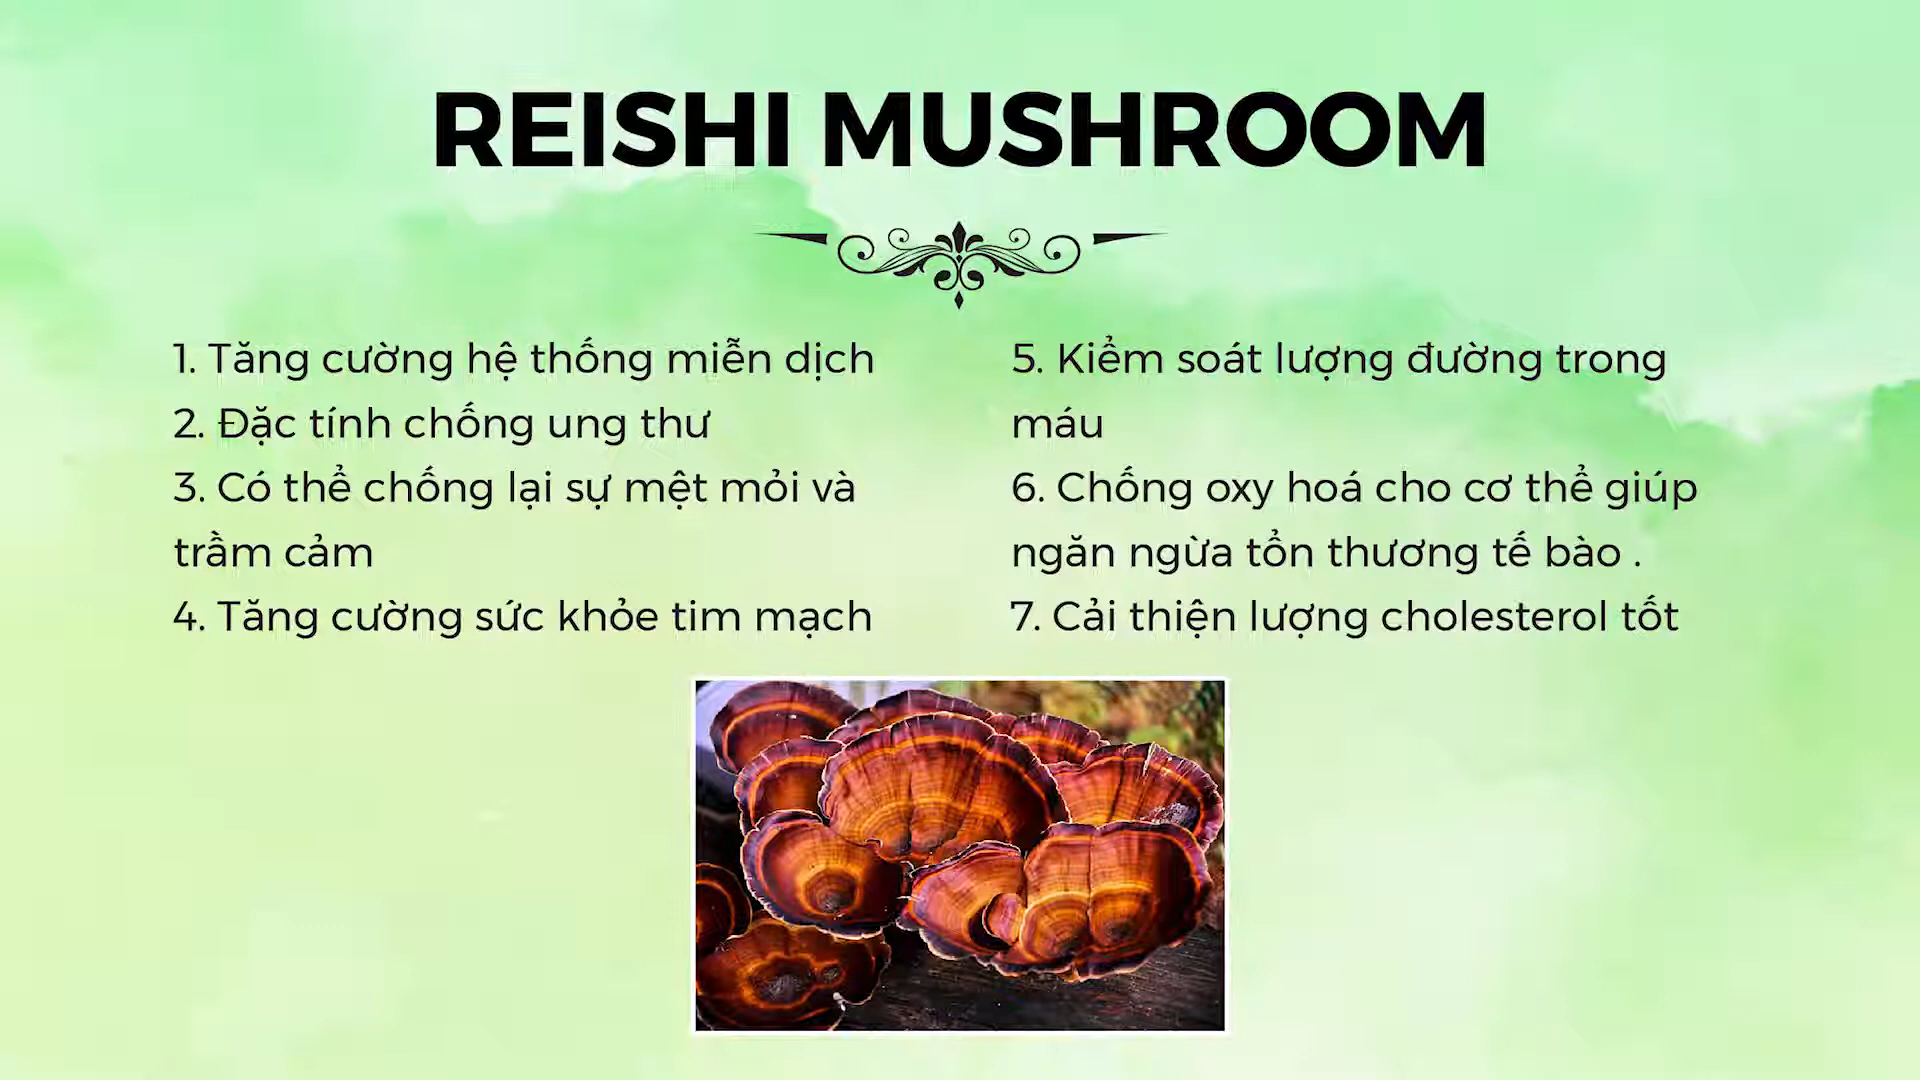 REISHI MUSHROOM
1. Tăng cường hệ thống miễn dịch
2. Đặc tính chống ung thư
3. Có thể chống lại sự mệt mỏi và
trầm cảm
4. Tăng cường sức khỏe tim mạch
5. Kiểm soát lượng đường trong
máu
6. Chống oxy hoá cho cơ thể giúp
ngăn ngừa tổn thương tế bào .
7. Cải thiện lượng cholesterol tốt